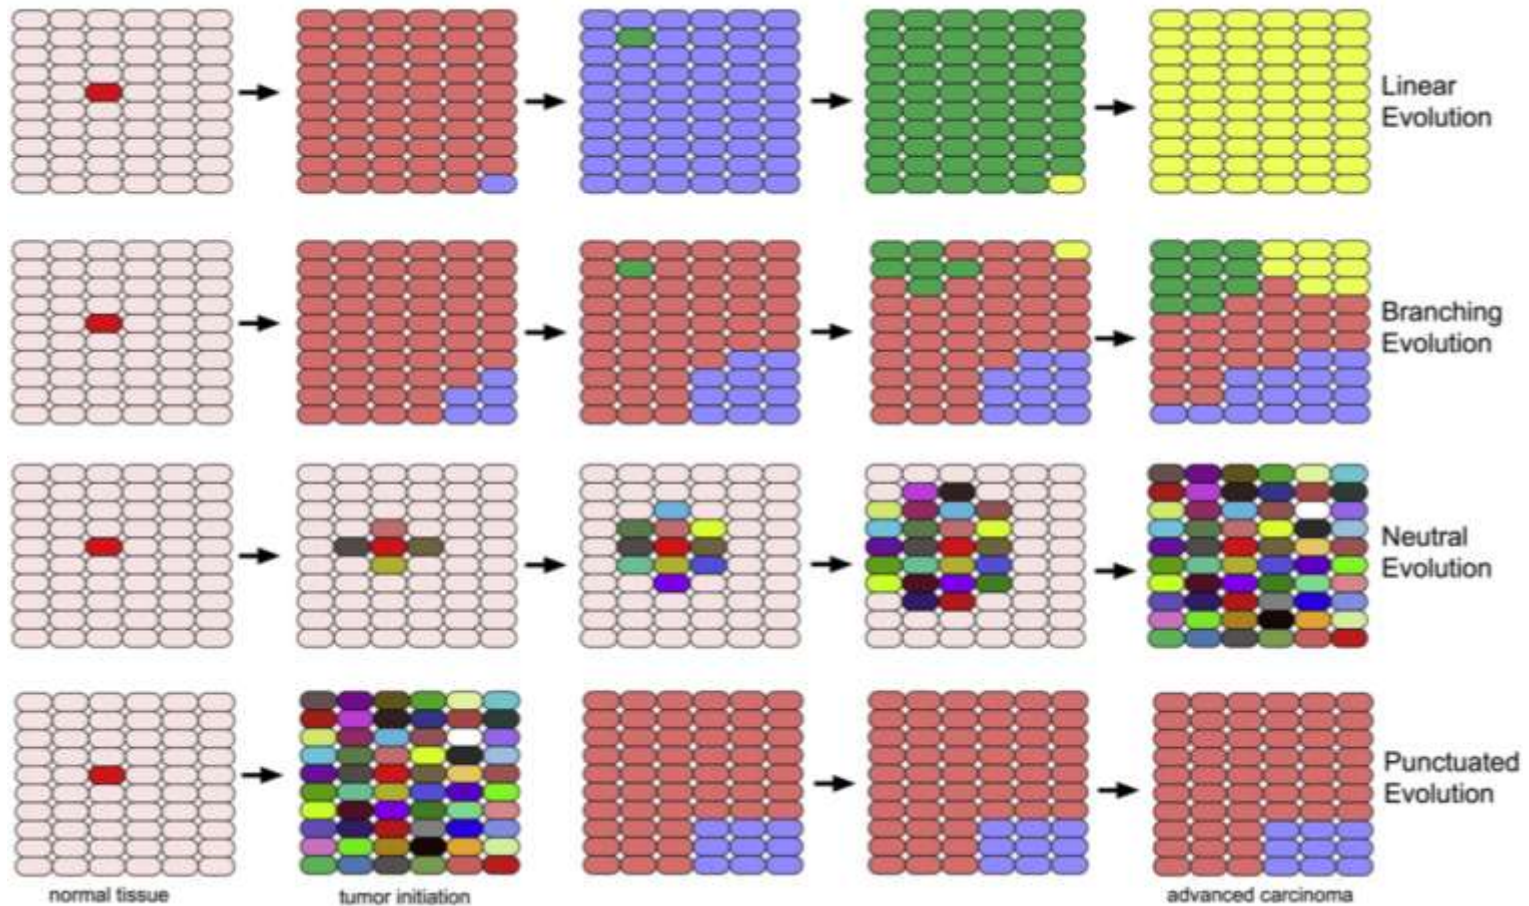 Linear
Evolution
Branching
Evolution
Neutral
Evolution
Punctuated
Evolution
normal tissue
tumor initiation
advanced carcinoma